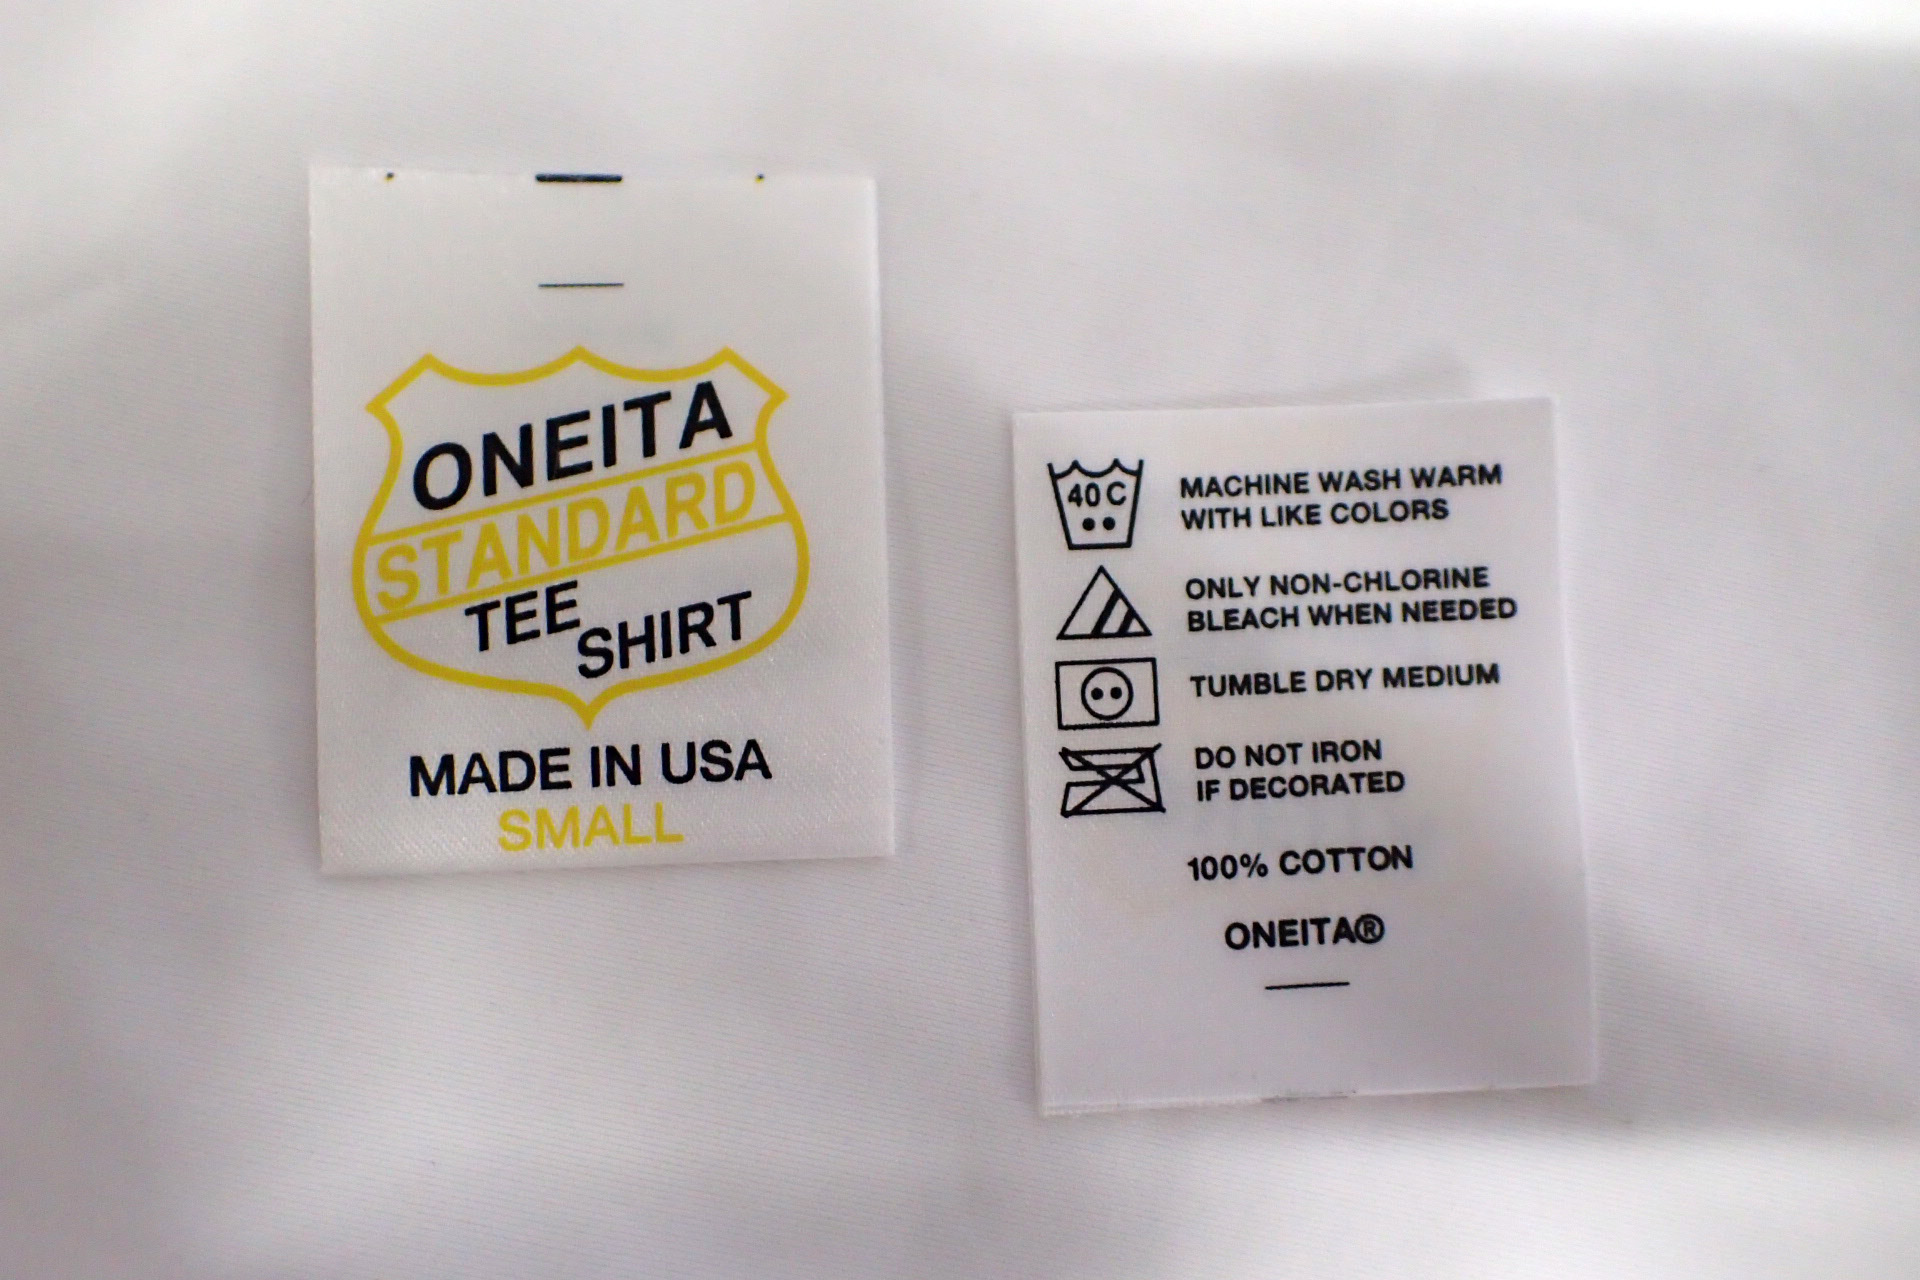 ONEITA
STANDARD
TEE
SHIRT
MADE IN USA
SMALL
40 C
MACHINE WASH WARM
WITH LIKE COLORS
ONLY NON-CHLORINE
BLEACH WHEN NEEDED
TUMBLE DRY MEDIUM
DO NOT IRON
IF DECORATED
100% COTTON
ONEITA®